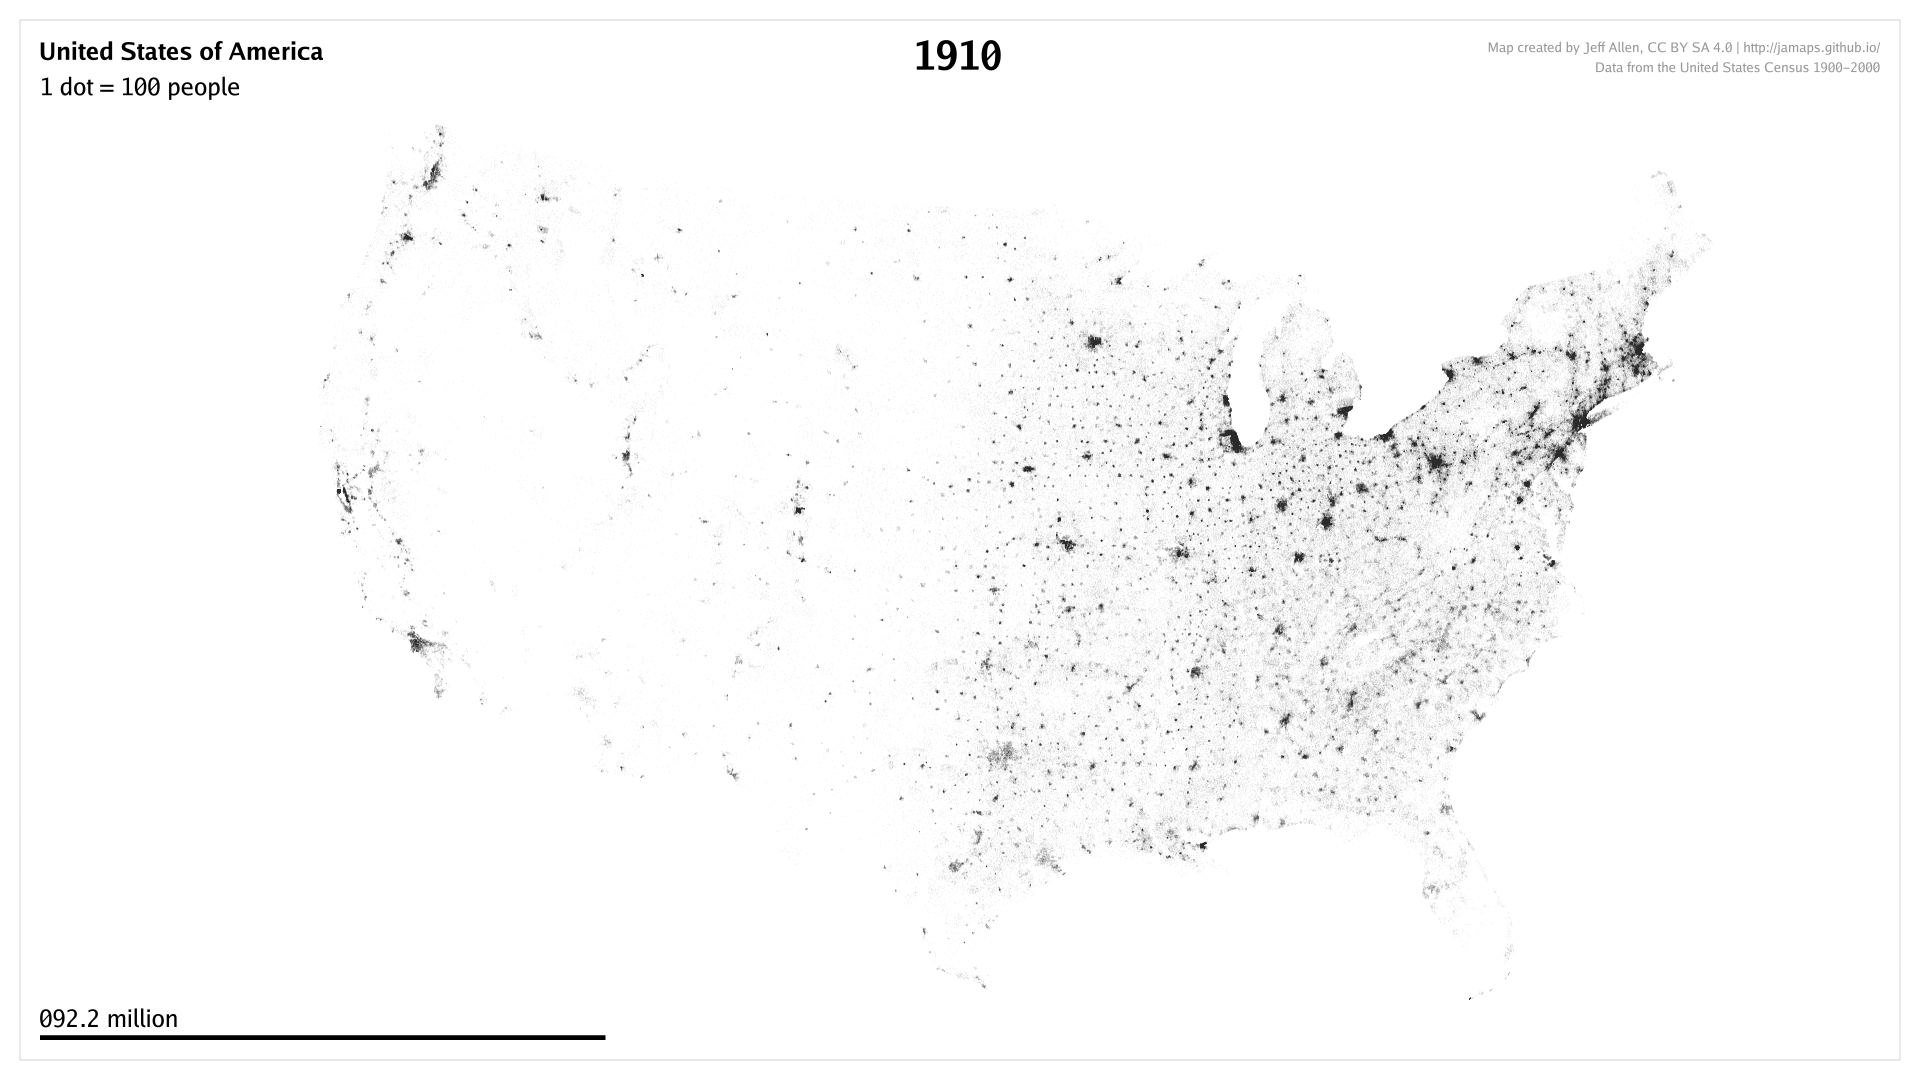 United States of America
1 dot = 100 people
1910
Map created by Jeff Allen, CC BY SA 4.0 | http://jamaps.github.io/
Data from the United States Census 1900–2000
092.2 million